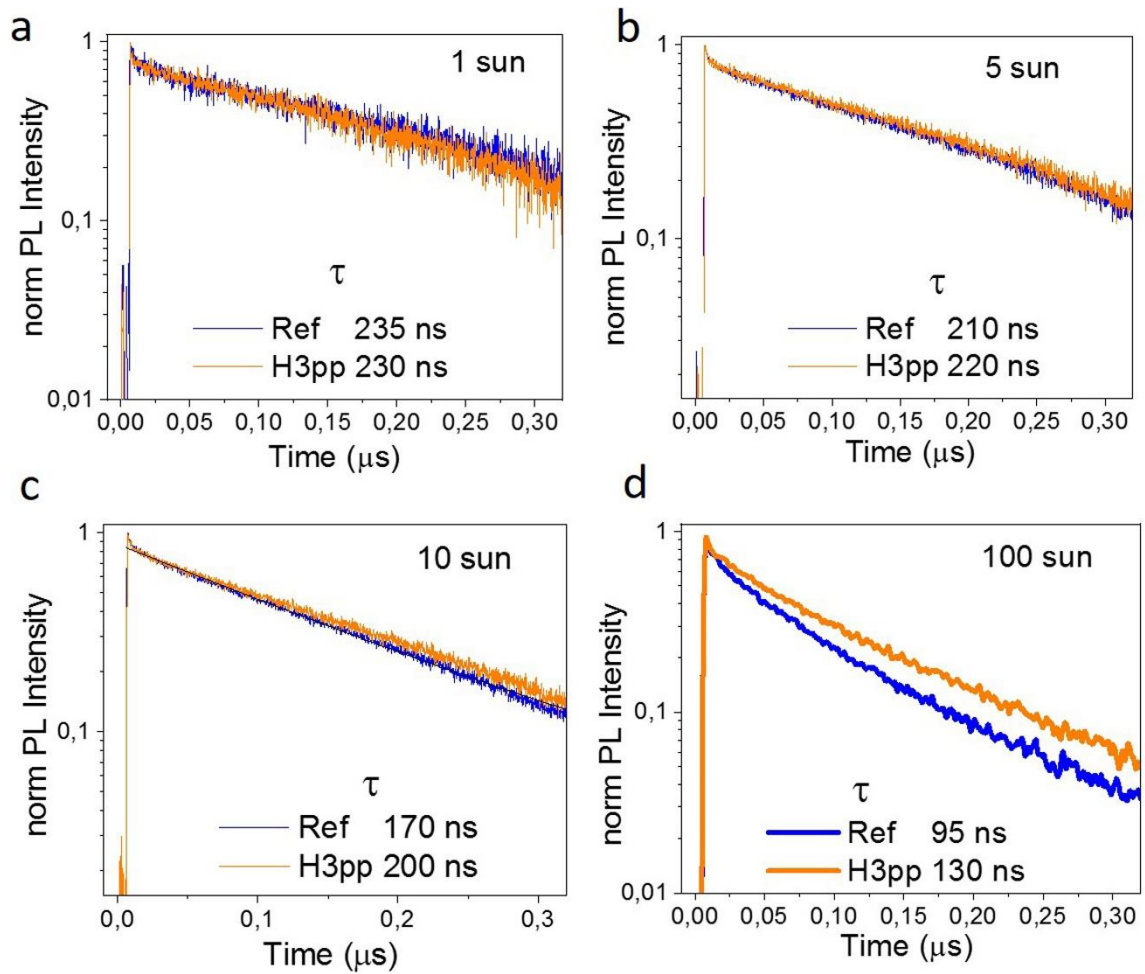 a
1 sun
norm PL Intensity
1
0,1
0,01
τ
Ref 235 ns
H3pp 230 ns
0,00 0,05 0,10 0,15 0,20 0,25 0,30
Time (μs)
b
5 sun
norm PL Intensity
1
0,1
τ
Ref 210 ns
H3pp 220 ns
0,00 0,05 0,10 0,15 0,20 0,25 0,30
Time (μs)
c
10 sun
norm PL Intensity
1
0,1
τ
Ref 170 ns
H3pp 200 ns
0,0 0,1 0,2 0,3
Time (μs)
d
100 sun
norm PL Intensity
1
0,1
0,01
τ
Ref 95 ns
H3pp 130 ns
0,00 0,05 0,10 0,15 0,20 0,25 0,30
Time (μs)